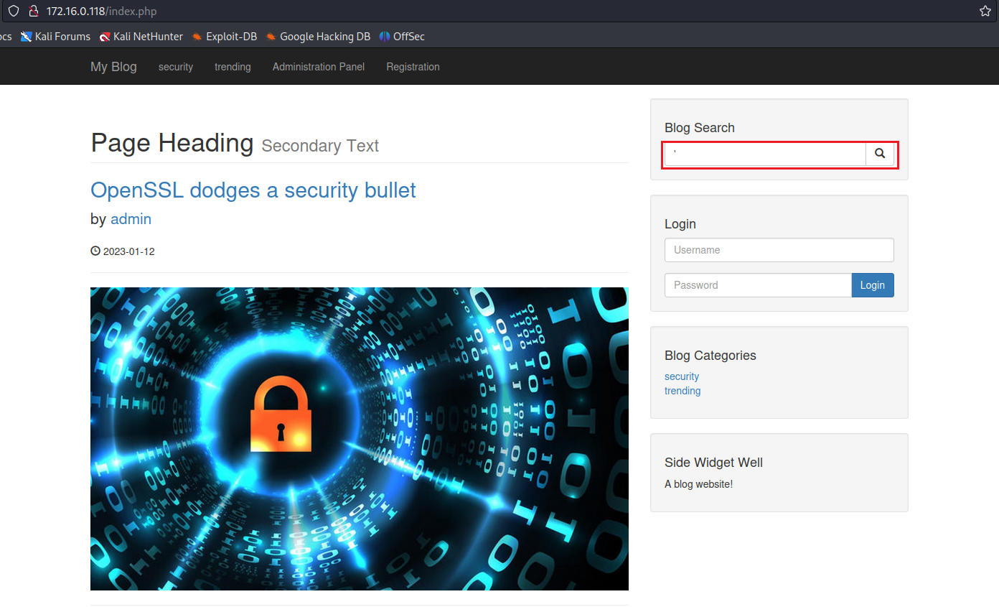 172.16.0.118/index.php
ocs Kali Forums Kali NetHunter Exploit-DB Google Hacking DB OffSec
My Blog security trending Administration Panel Registration
Page Heading Secondary Text
OpenSSL dodges a security bullet
by admin
2023-01-12
Blog Search
'
Login
Username
Password Login
Blog Categories
security
trending
Side Widget Well
A blog website!